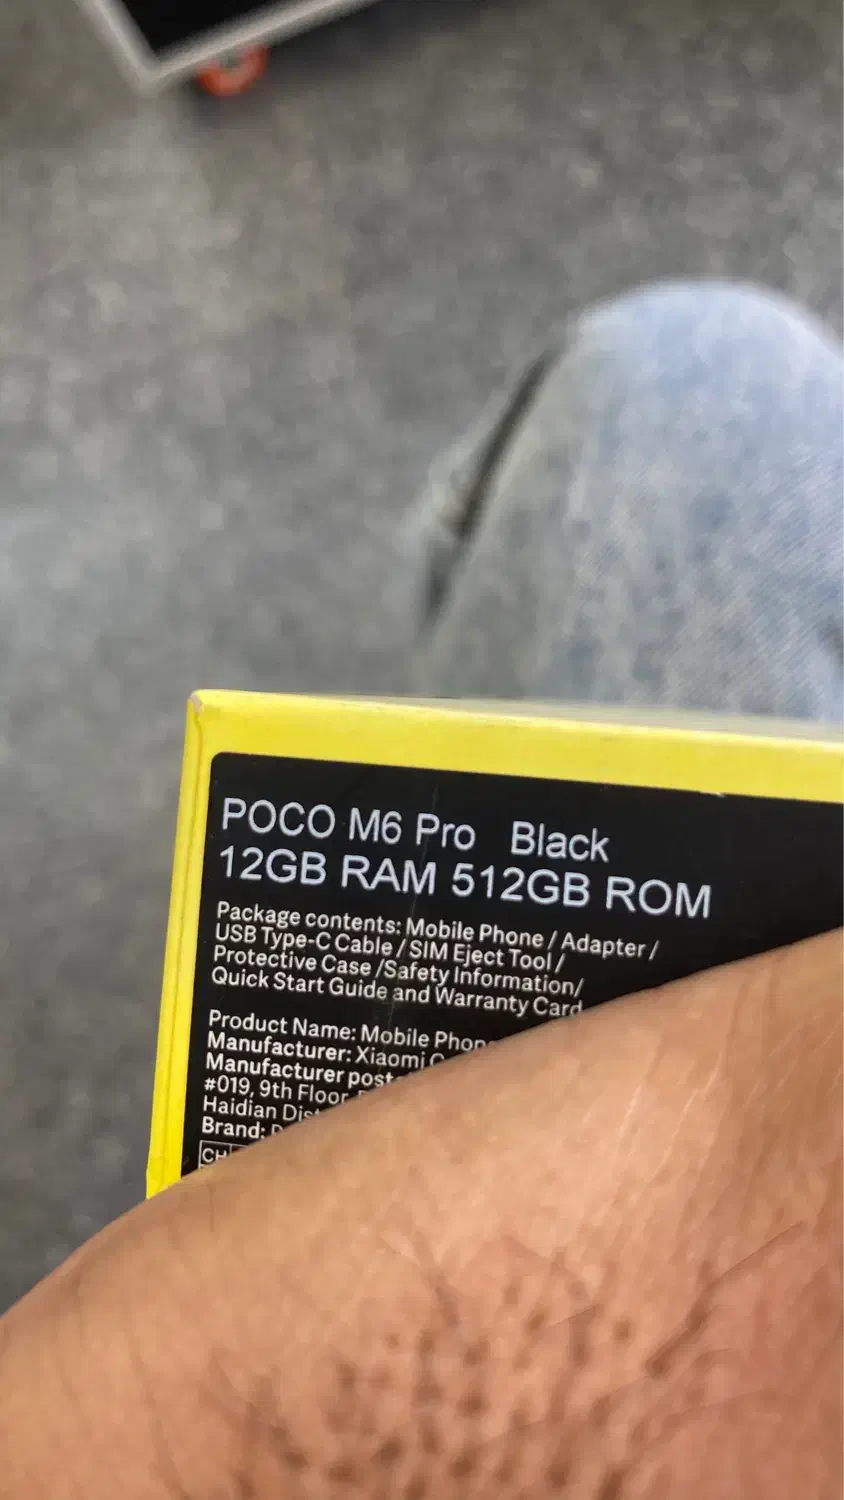 POCO M6 Pro Black
12GB RAM 512GB ROM
Package contents: Mobile Phone / Adapter /
USB Type-C Cable / SIM Eject Tool /
Protective Case /Safety Information/
Quick Start Guide and Warranty Card
Product Name: Mobile Phone
Manufacturer: Xiaomi
Manufacturer
#019, 9th Floor,
Haidian
Brand:
CH